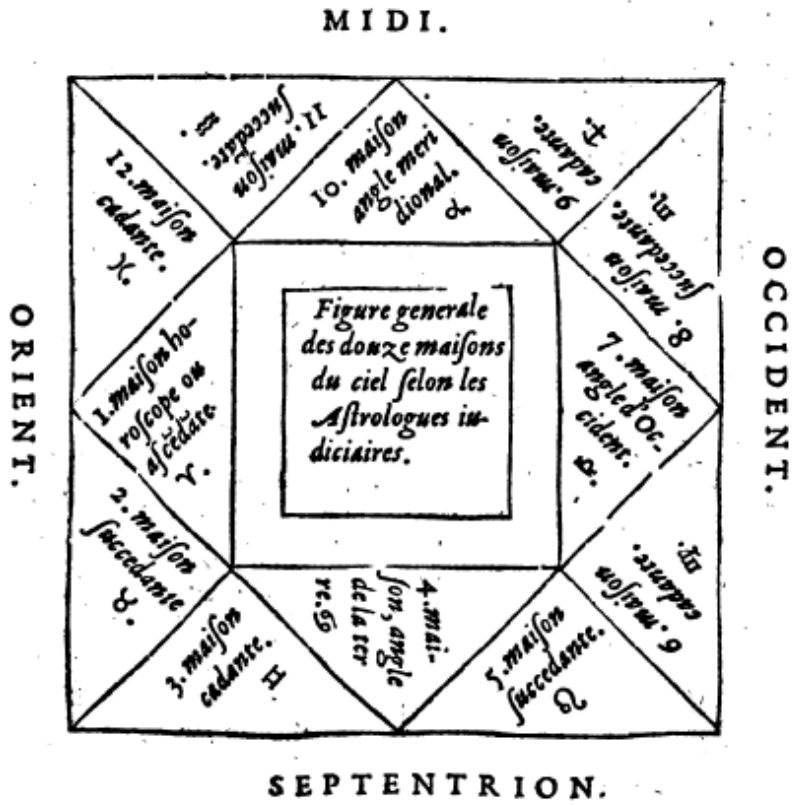 MIDI.
11. maiſon
ſuccedãte.
♒.
10. maiſon
angle meri
dional.
♑
9. maiſon
cadante.
♐.
12. maiſon
cadante.
♓.
8. maiſon
ſuccedante.
♏.
ORIENT.
OCCIDENT.
Figure generale
des douze maiſons
du ciel ſelon les
Aſtrologues iu-
diciaires.
1. maiſon ho-
roſcope ou
aſcẽdãte.
♈.
7. maiſon
angle d'Oc-
cident.
♎.
2. maiſon
ſuccedante
♉.
3. maiſon
cadante.
♊
4. mai-
ſon, angle
de la ter
re. ♋
5. maiſon
ſuccedante.
♌
6. maiſon
cadante.
♍.
SEPTENTRION.